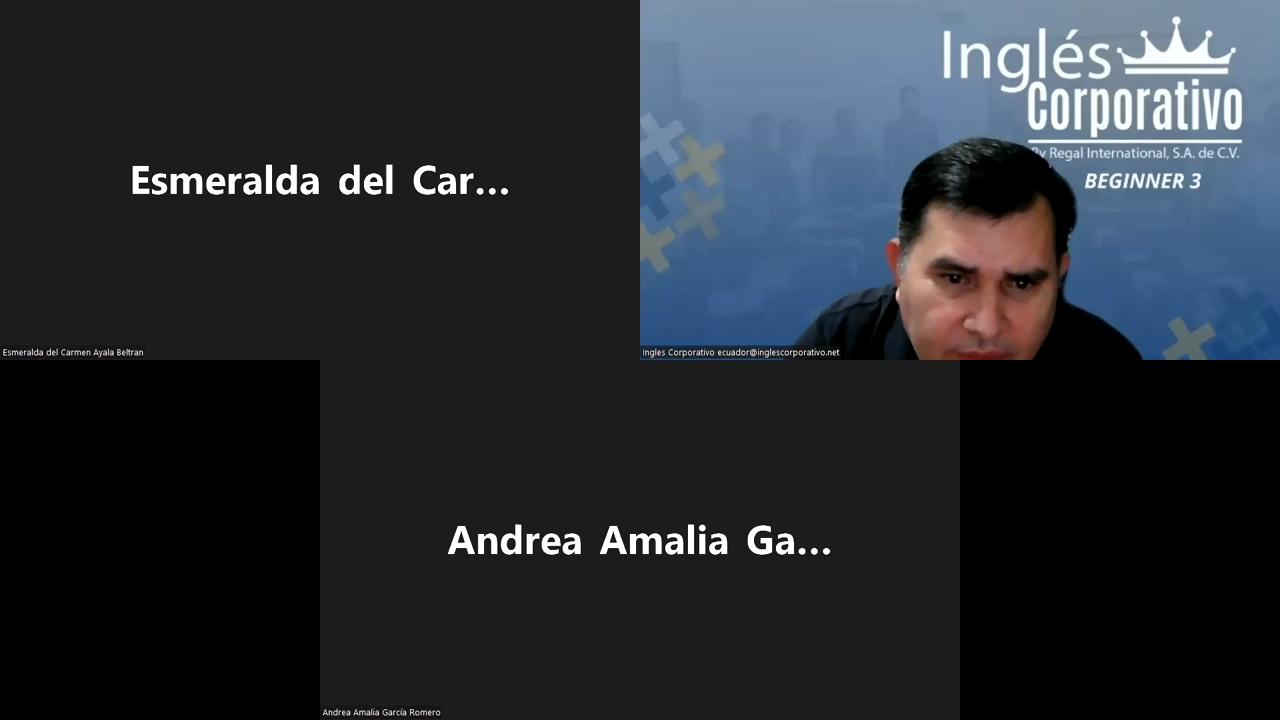 Esmeralda del Car...
Esmeralda del Carmen Ayala Beltran
Inglés
Corporativo
By Regal International, S.A. de C.V.
BEGINNER 3
Ingles Corporativo ecuador@inglescorporativo.net
Andrea Amalia Ga...
Andrea Amalia García Romero